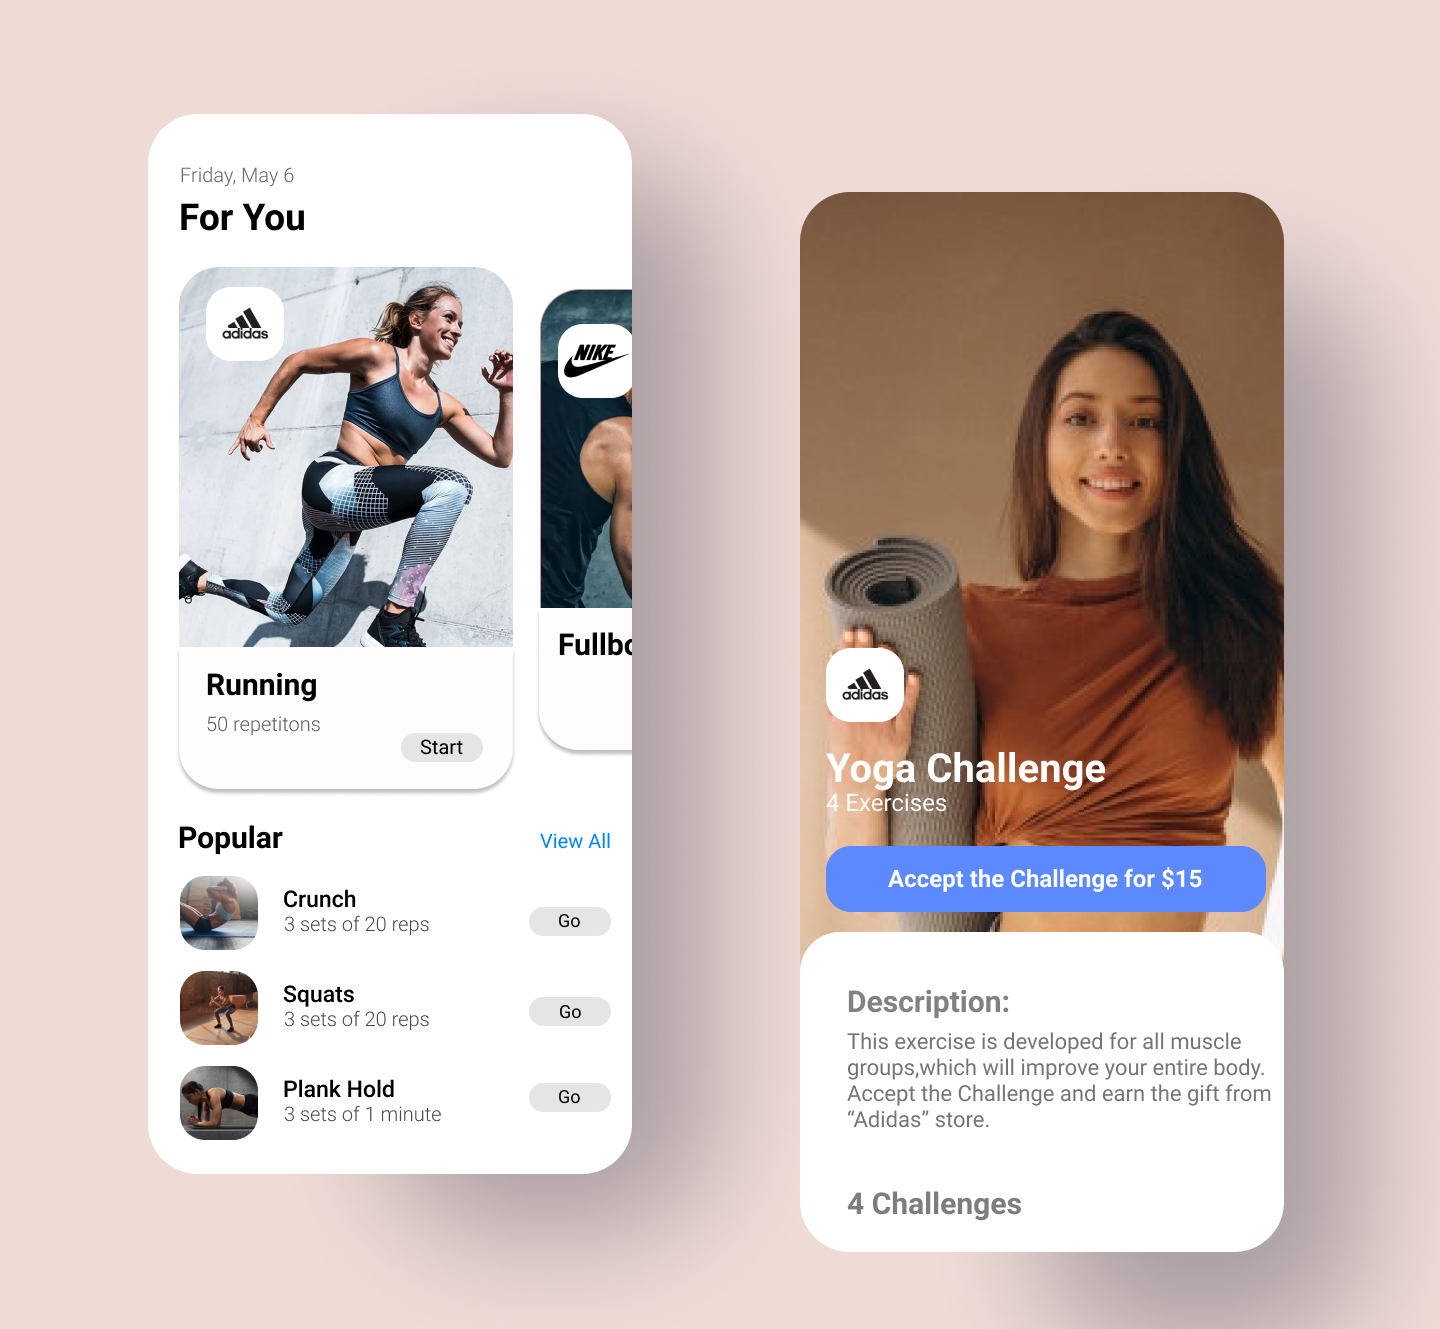 Friday, May 6
For You
adidas
NIKE
Running
50 repetitons
Start
Fullbo
Popular
View All
Crunch
3 sets of 20 reps
Go
Squats
3 sets of 20 reps
Go
Plank Hold
3 sets of 1 minute
Go
adidas
Yoga Challenge
4 Exercises
Accept the Challenge for $15
Description:
This exercise is developed for all muscle
groups,which will improve your entire body.
Accept the Challenge and earn the gift from
“Adidas” store.
4 Challenges